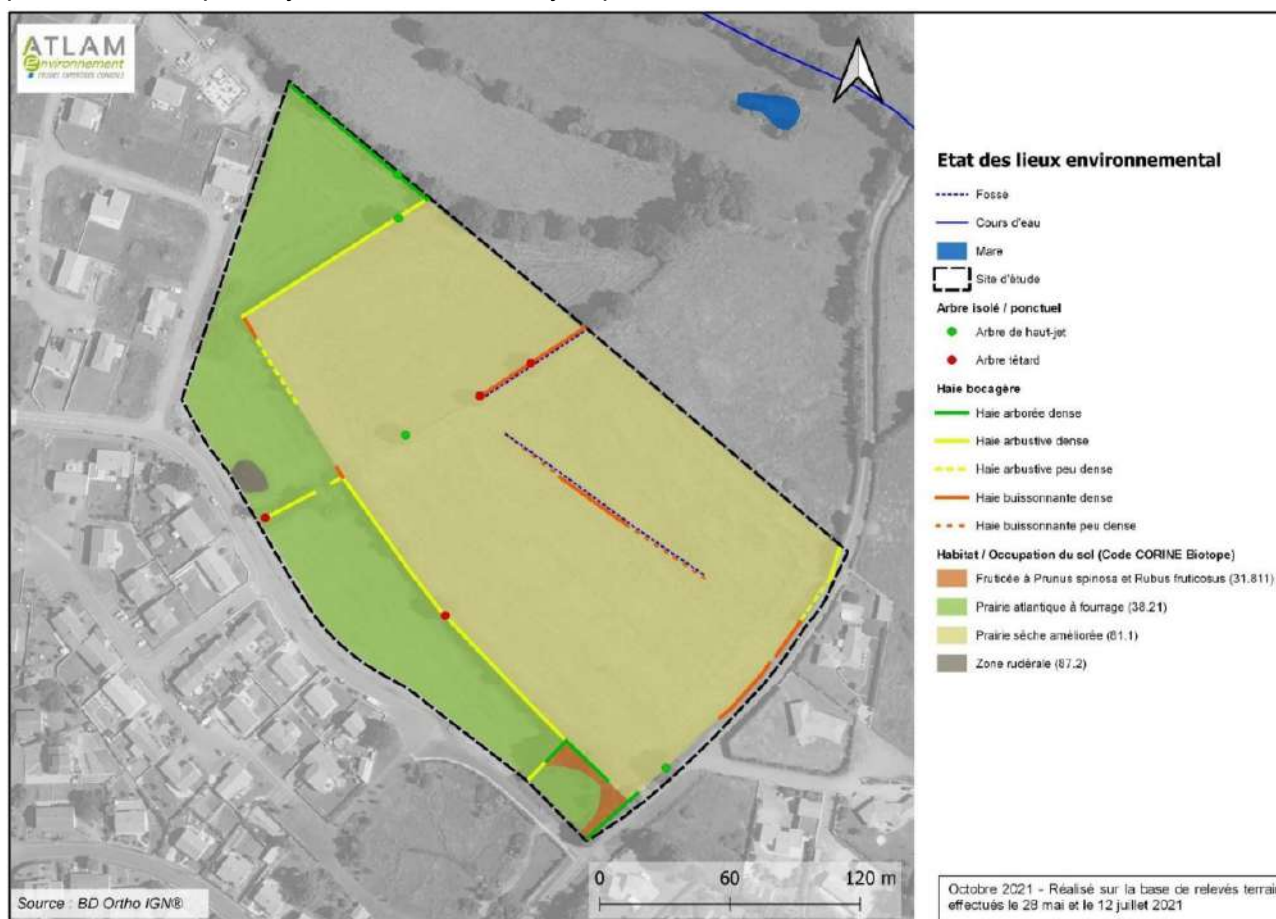 ATLAM
environnement
ETUDES EXPERTISES CONSEILS
Etat des lieux environnemental
Fossé
Cours d'eau
Mare
Site d'étude
Arbre isolé / ponctuel
Arbre de haut-jet
Arbre têtard
Haie bocagère
Haie arborée dense
Haie arbustive dense
Haie arbustive peu dense
Haie buissonnante dense
Haie buissonnante peu dense
Habitat / Occupation du sol (Code CORINE Biotope)
Fruticée à Prunus spinosa et Rubus fruticosus (31.811)
Prairie atlantique à fourrage (38.21)
Prairie sèche améliorée (81.1)
Zone rudérale (87.2)
0 60 120 m
Source : BD Ortho IGN®
Octobre 2021 - Réalisé sur la base de relevés terrain
effectués le 28 mai et le 12 juillet 2021